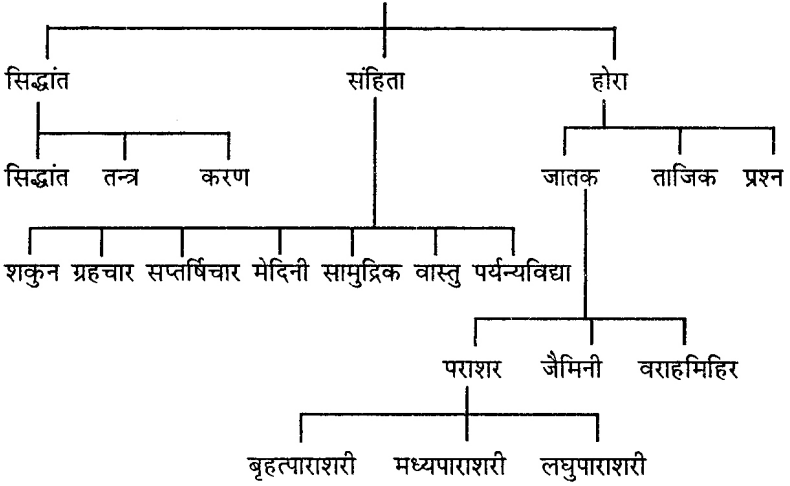 सिद्धांत संहिता होरा
सिद्धांत तन्त्र करण जातक ताजिक प्रश्न
शकुन ग्रहचार सप्तर्षिचार मेदिनी सामुद्रिक वास्तु पर्यन्यविद्या
पराशर जैमिनी वराहमिहिर
बृहत्पाराशरी मध्यपाराशरी लघुपाराशरी